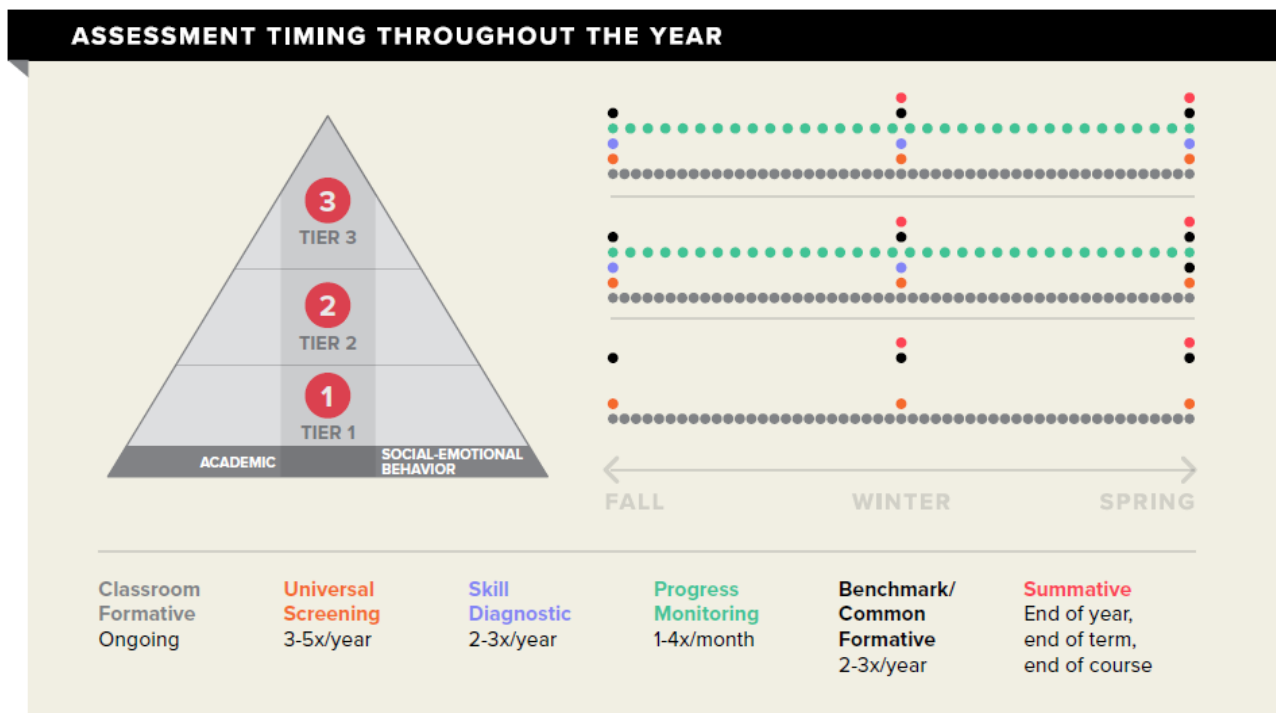 ASSESSMENT TIMING THROUGHOUT THE YEAR
3
TIER 3
2
TIER 2
1
TIER 1
ACADEMIC
SOCIAL-EMOTIONAL
BEHAVIOR
FALL
WINTER
SPRING
Classroom
Formative
Ongoing
Universal
Screening
3-5x/year
Skill
Diagnostic
2-3x/year
Progress
Monitoring
1-4x/month
Benchmark/
Common
Formative
2-3x/year
Summative
End of year,
end of term,
end of course